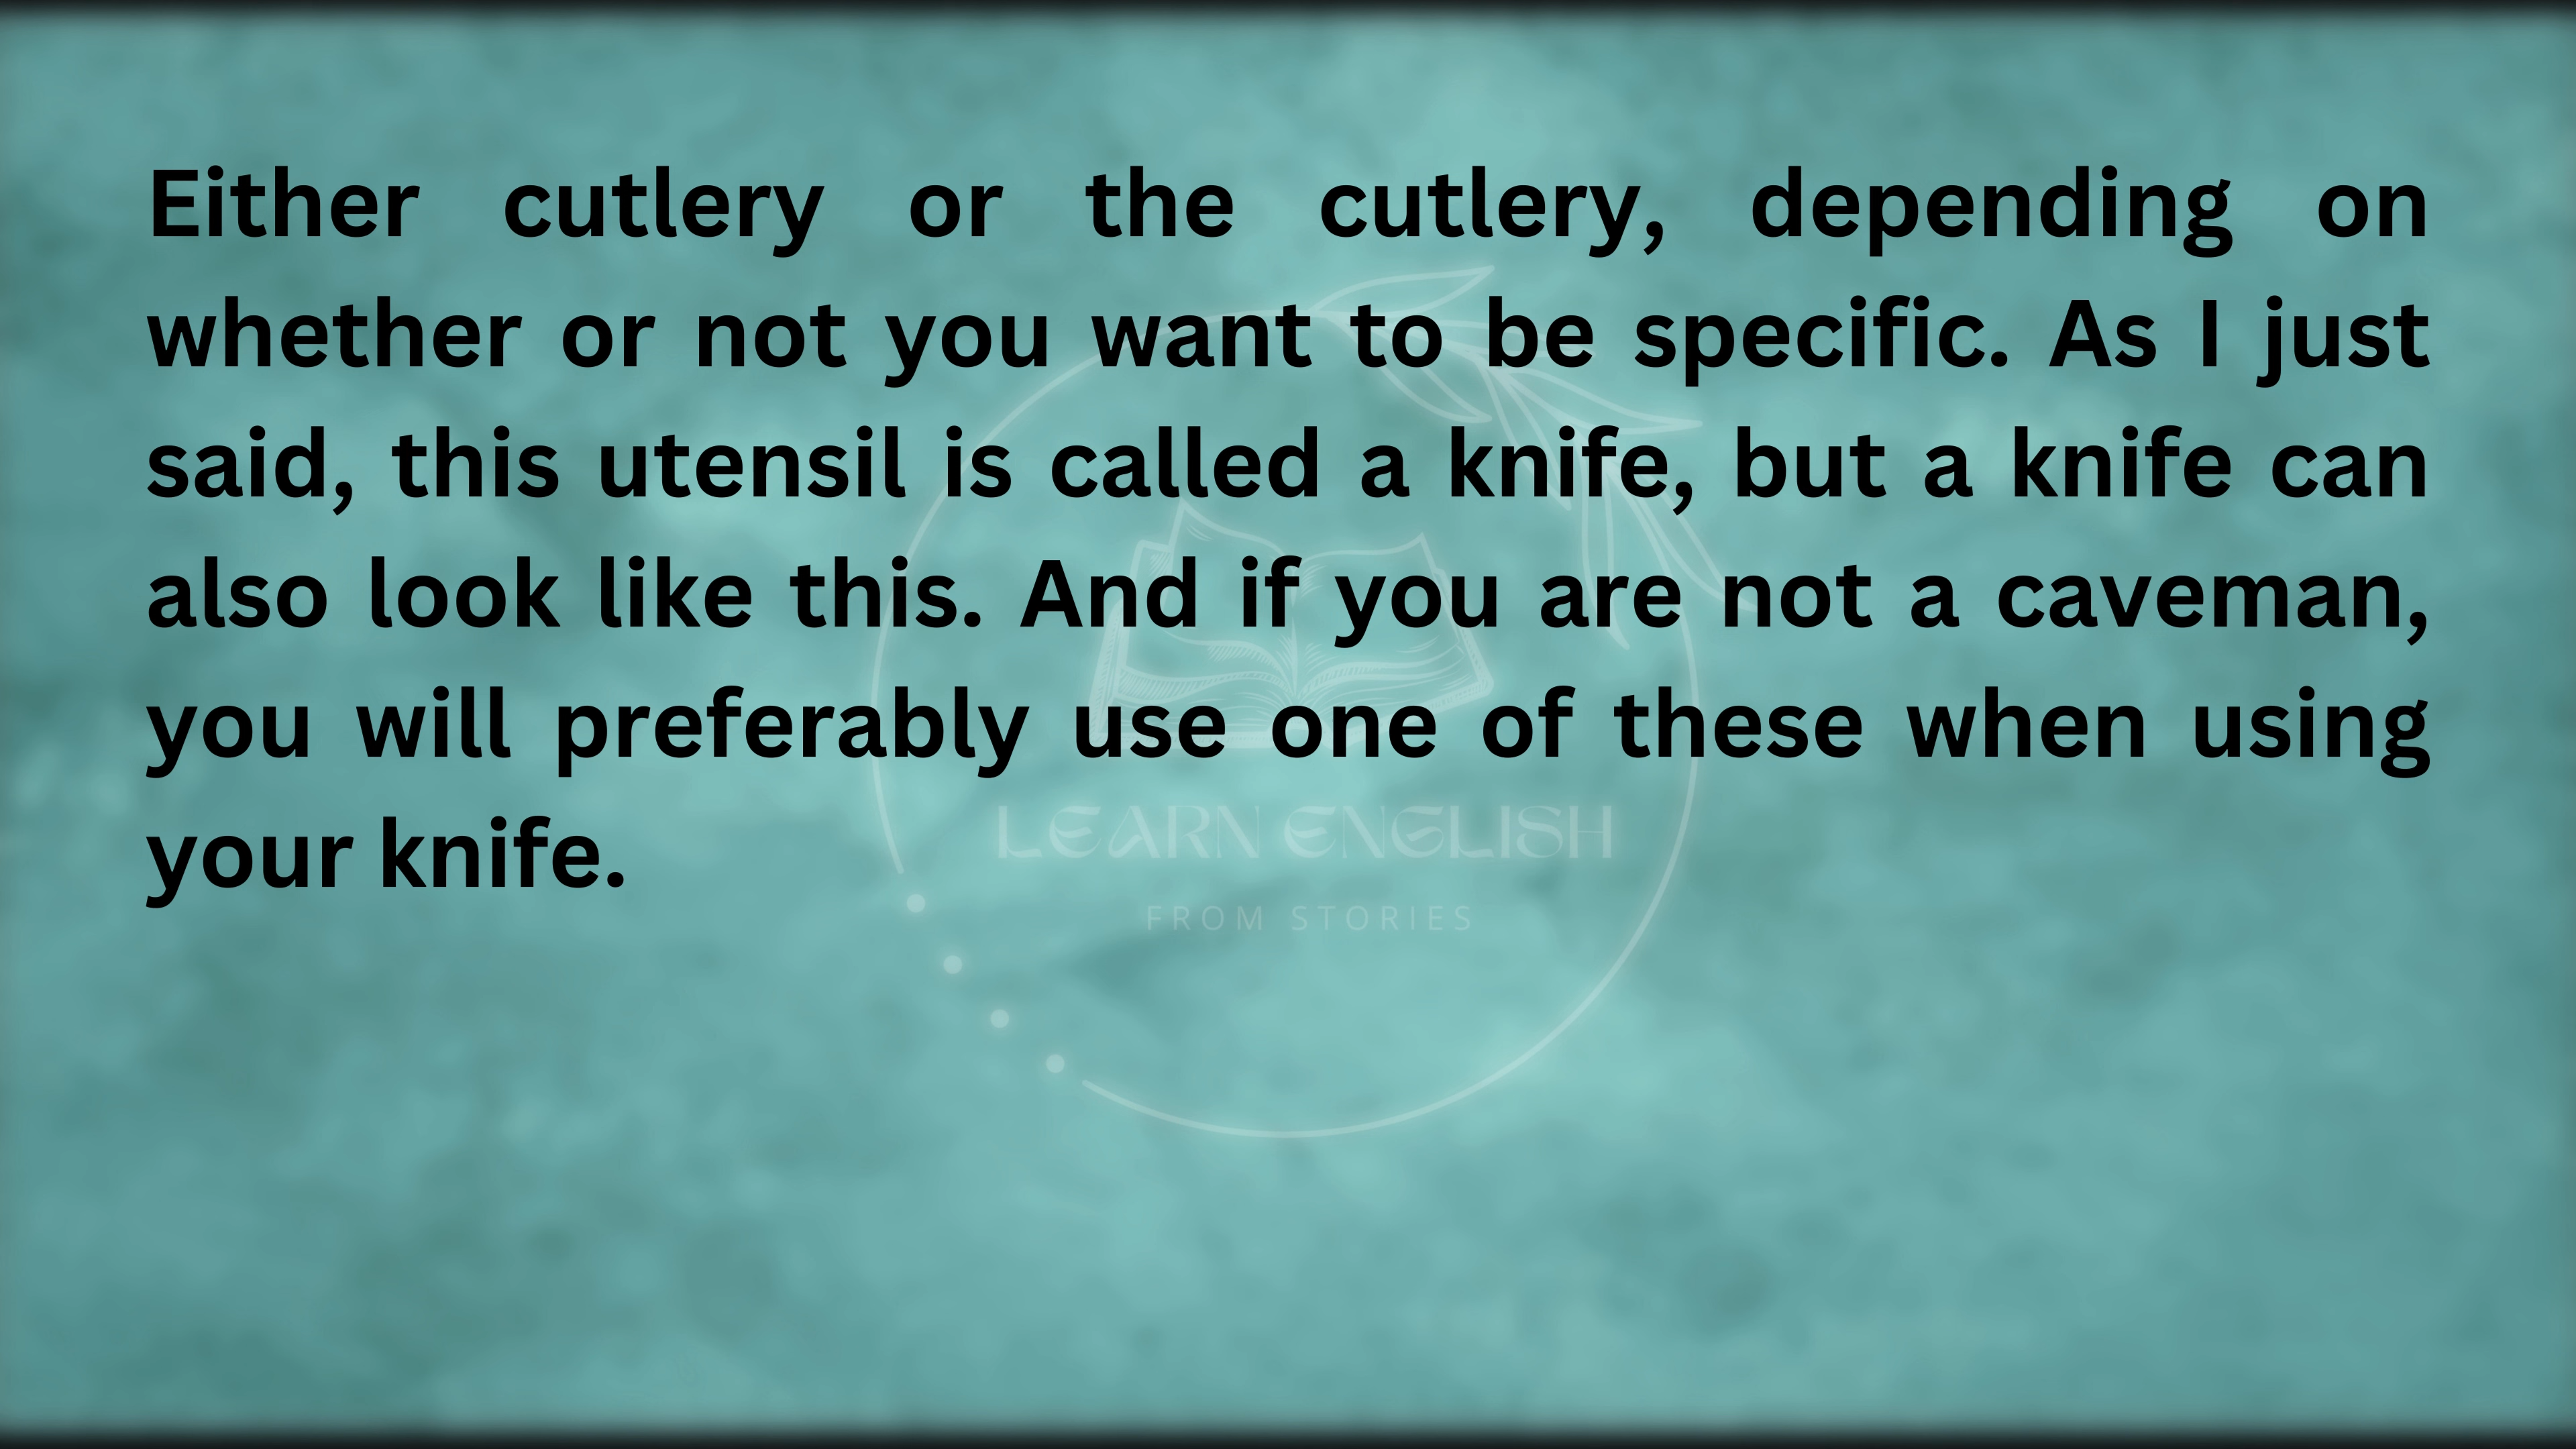 Either cutlery or the cutlery, depending on
whether or not you want to be specific. As I just
said, this utensil is called a knife, but a knife can
also look like this. And if you are not a caveman,
you will preferably use one of these when using
your knife.
LEARN ENGLISH
FROM STORIES